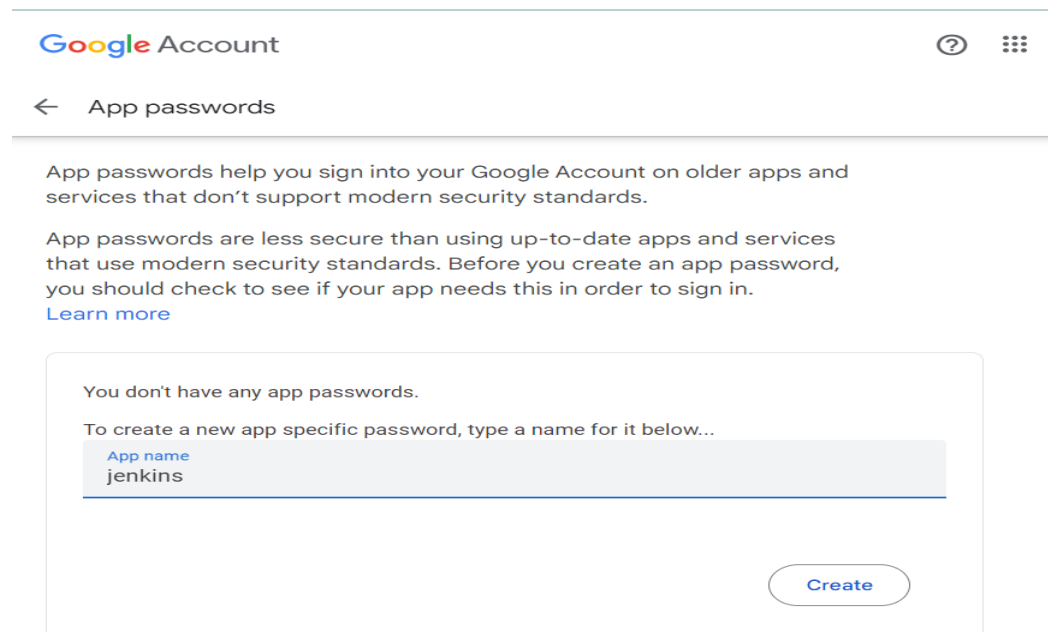 Google Account
App passwords
App passwords help you sign into your Google Account on older apps and
services that don’t support modern security standards.
App passwords are less secure than using up-to-date apps and services
that use modern security standards. Before you create an app password,
you should check to see if your app needs this in order to sign in.
Learn more
You don't have any app passwords.
To create a new app specific password, type a name for it below...
App name
jenkins
Create